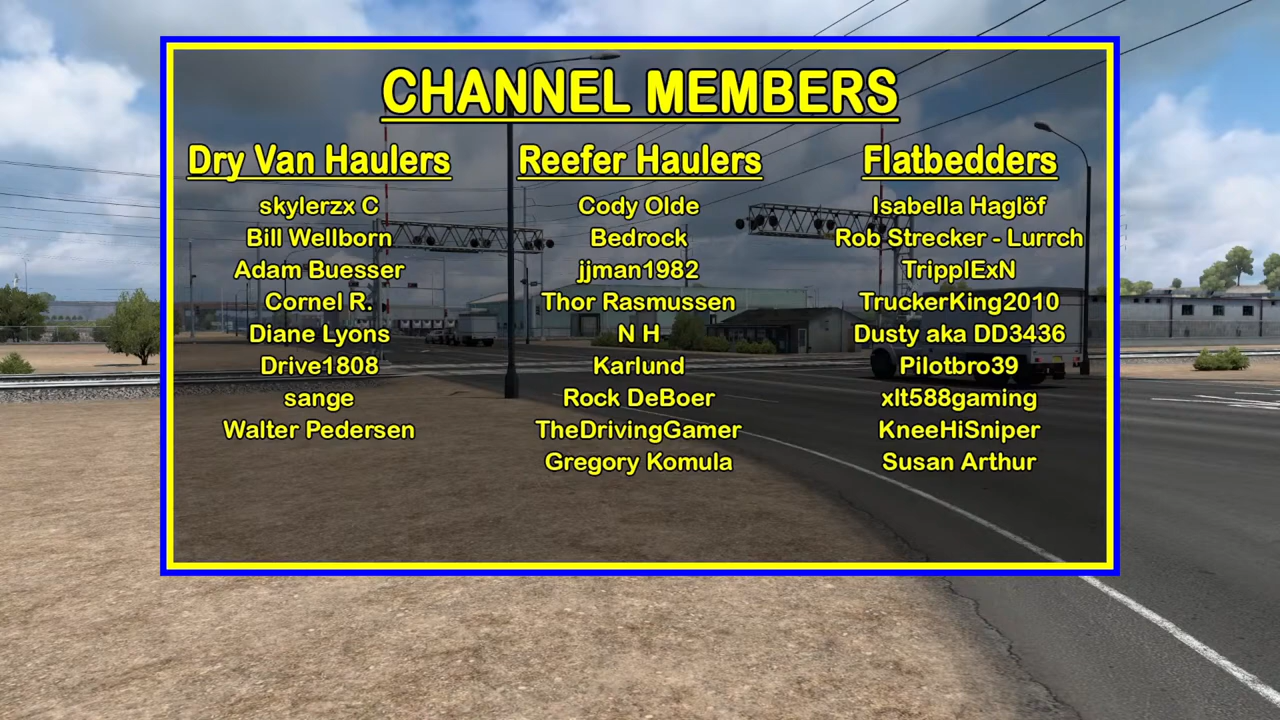 CHANNEL MEMBERS
Dry Van Haulers
skylerzx C
Bill Wellborn
Adam Buesser
Cornel R.
Diane Lyons
Drive1808
sange
Walter Pedersen
Reefer Haulers
Cody Olde
Bedrock
jjman1982
Thor Rasmussen
N H
Karlund
Rock DeBoer
TheDrivingGamer
Gregory Komula
Flatbedders
Isabella Haglöf
Rob Strecker - Lurrch
TripplExN
TruckerKing2010
Dusty aka DD3436
Pilotbro39
xlt588gaming
KneeHiSniper
Susan Arthur